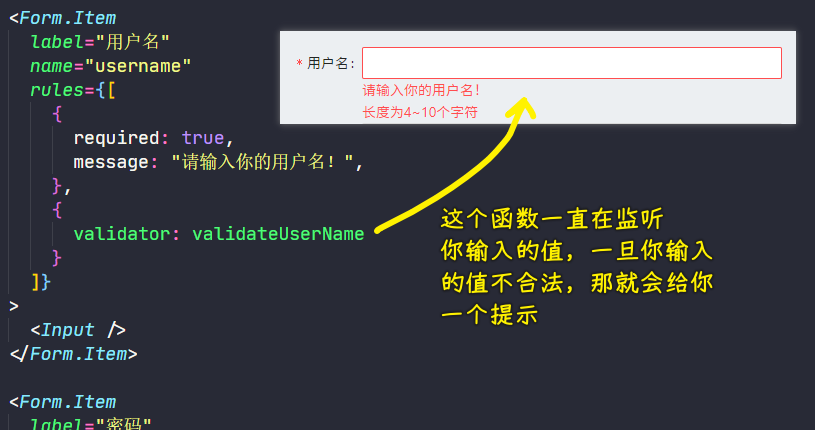 <Form.Item
label="用户名"
name="username"
rules={[
{
required: true,
message: "请输入你的用户名！",
},
{
validator: validateUserName
}
]}
>
<Input />
</Form.Item>
<Form.Item
label="密码"
* 用户名：
请输入你的用户名！
长度为4~10个字符
这个函数一直在监听
你输入的值，一旦你输入
的值不合法，那就会给你
一个提示